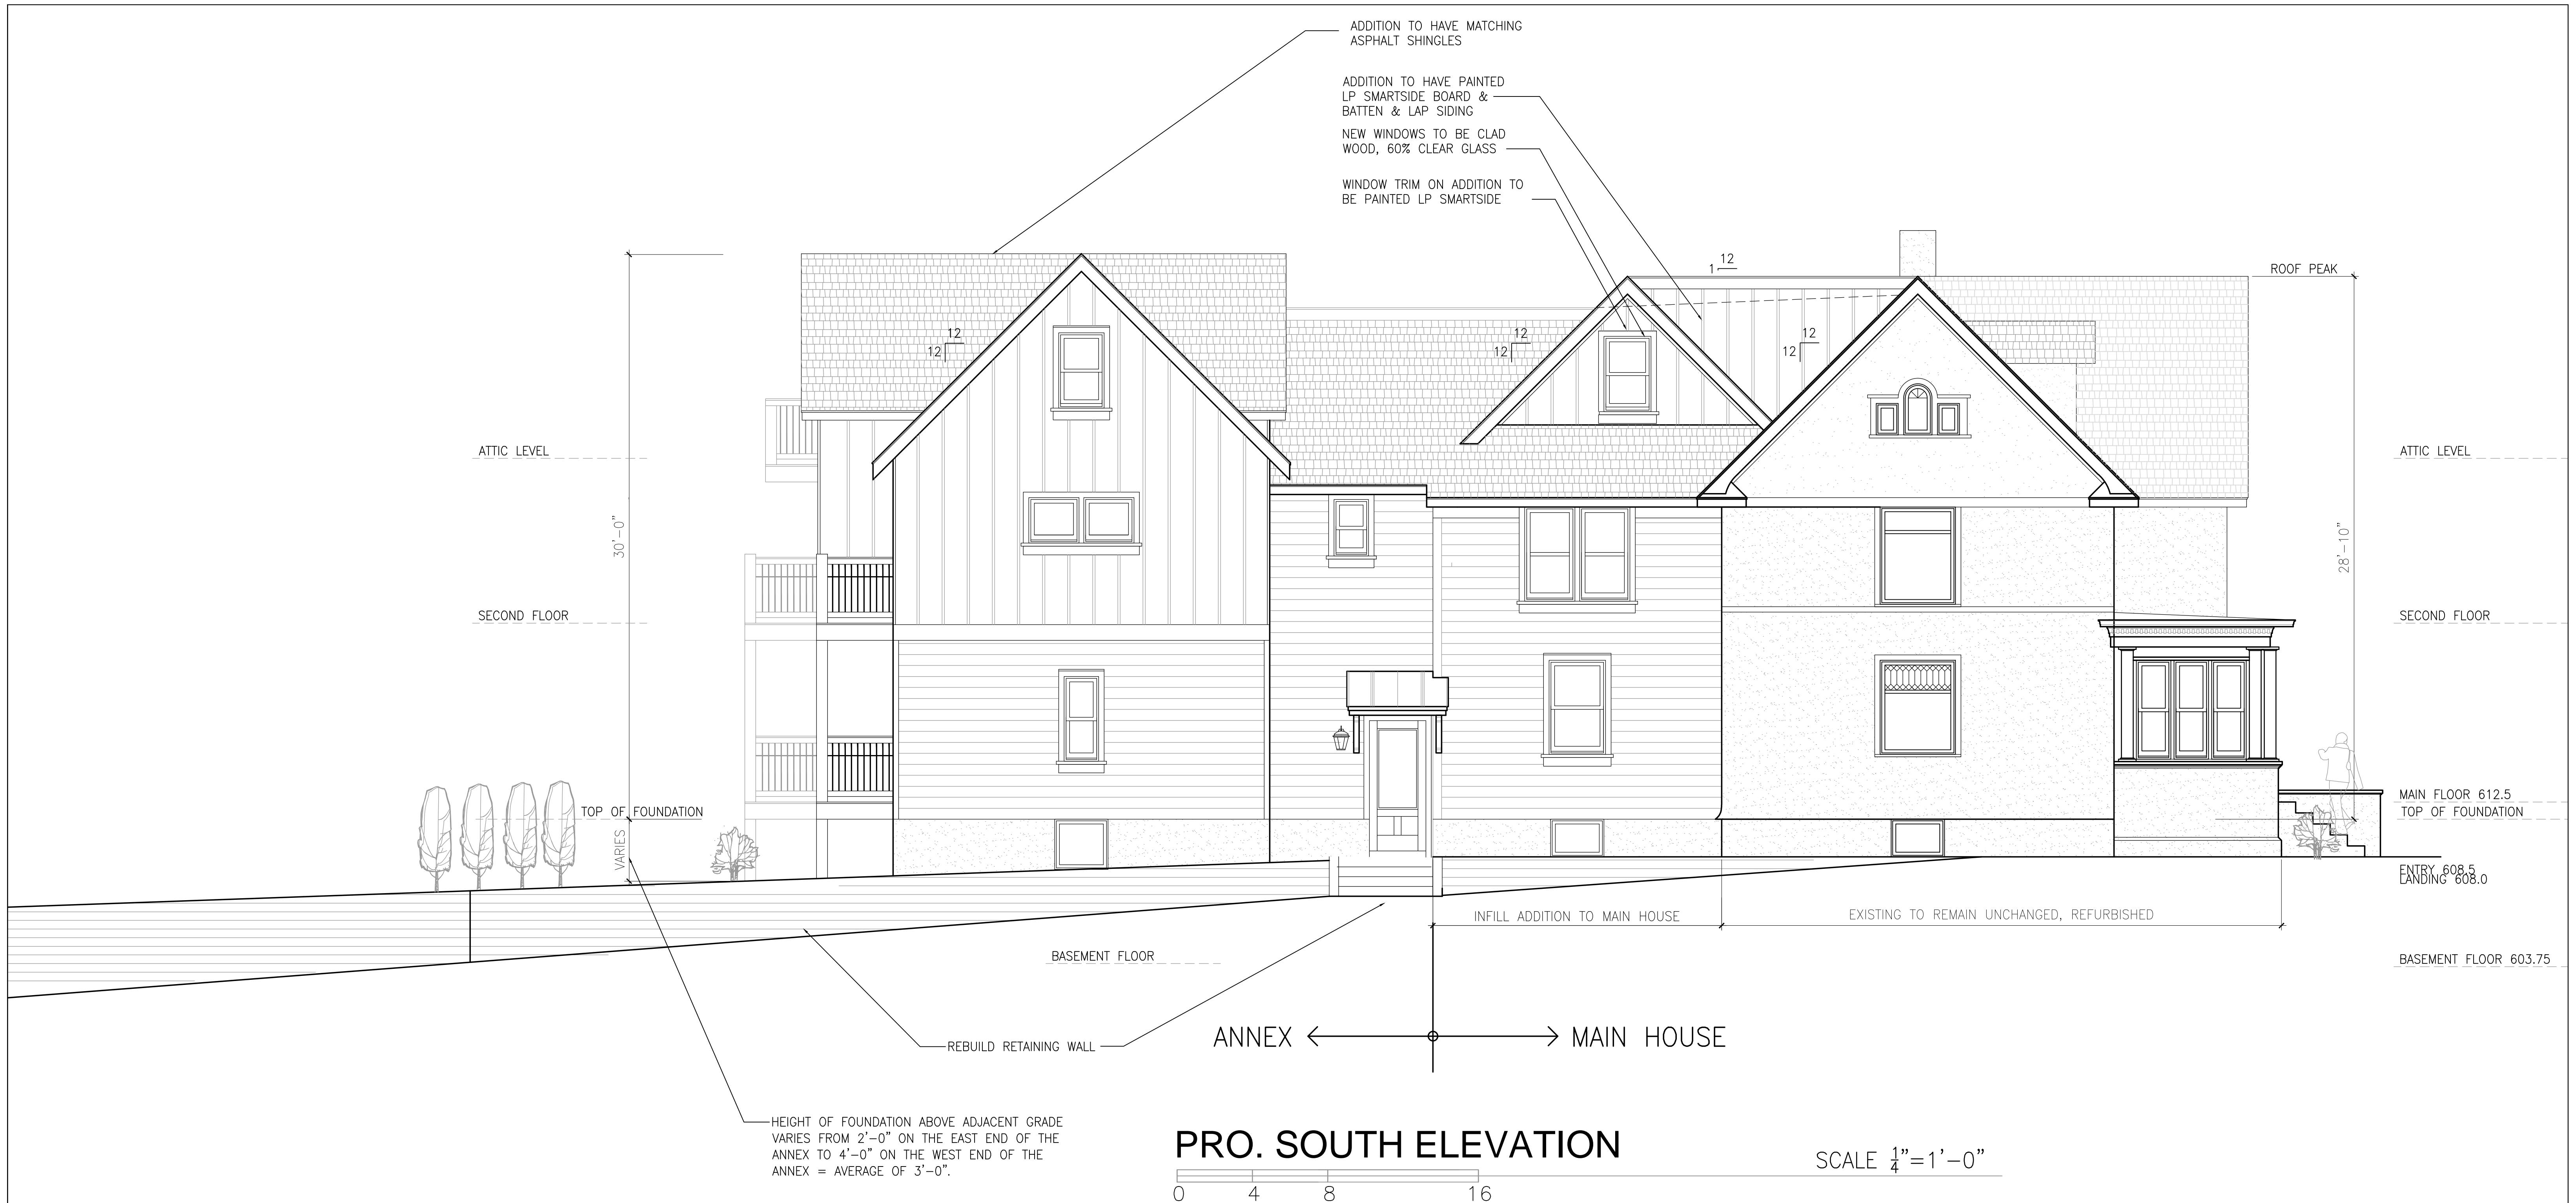 ADDITION TO HAVE MATCHING
ASPHALT SHINGLES
ADDITION TO HAVE PAINTED
LP SMARTSIDE BOARD &
BATTEN & LAP SIDING
NEW WINDOWS TO BE CLAD
WOOD, 60% CLEAR GLASS
WINDOW TRIM ON ADDITION TO
BE PAINTED LP SMARTSIDE
12
1
ROOF PEAK
12
12
12
12
12
12
ATTIC LEVEL
ATTIC LEVEL
30'-0"
28'-10"
SECOND FLOOR
SECOND FLOOR
MAIN FLOOR 612.5
TOP OF FOUNDATION
TOP OF FOUNDATION
VARIES
ENTRY 608.5
LANDING 608.0
INFILL ADDITION TO MAIN HOUSE
EXISTING TO REMAIN UNCHANGED, REFURBISHED
BASEMENT FLOOR
BASEMENT FLOOR 603.75
ANNEX
MAIN HOUSE
REBUILD RETAINING WALL
HEIGHT OF FOUNDATION ABOVE ADJACENT GRADE
VARIES FROM 2'-0" ON THE EAST END OF THE
ANNEX TO 4'-0" ON THE WEST END OF THE
ANNEX = AVERAGE OF 3'-0".
PRO. SOUTH ELEVATION
SCALE 1/4"=1'-0"
0 4 8 16